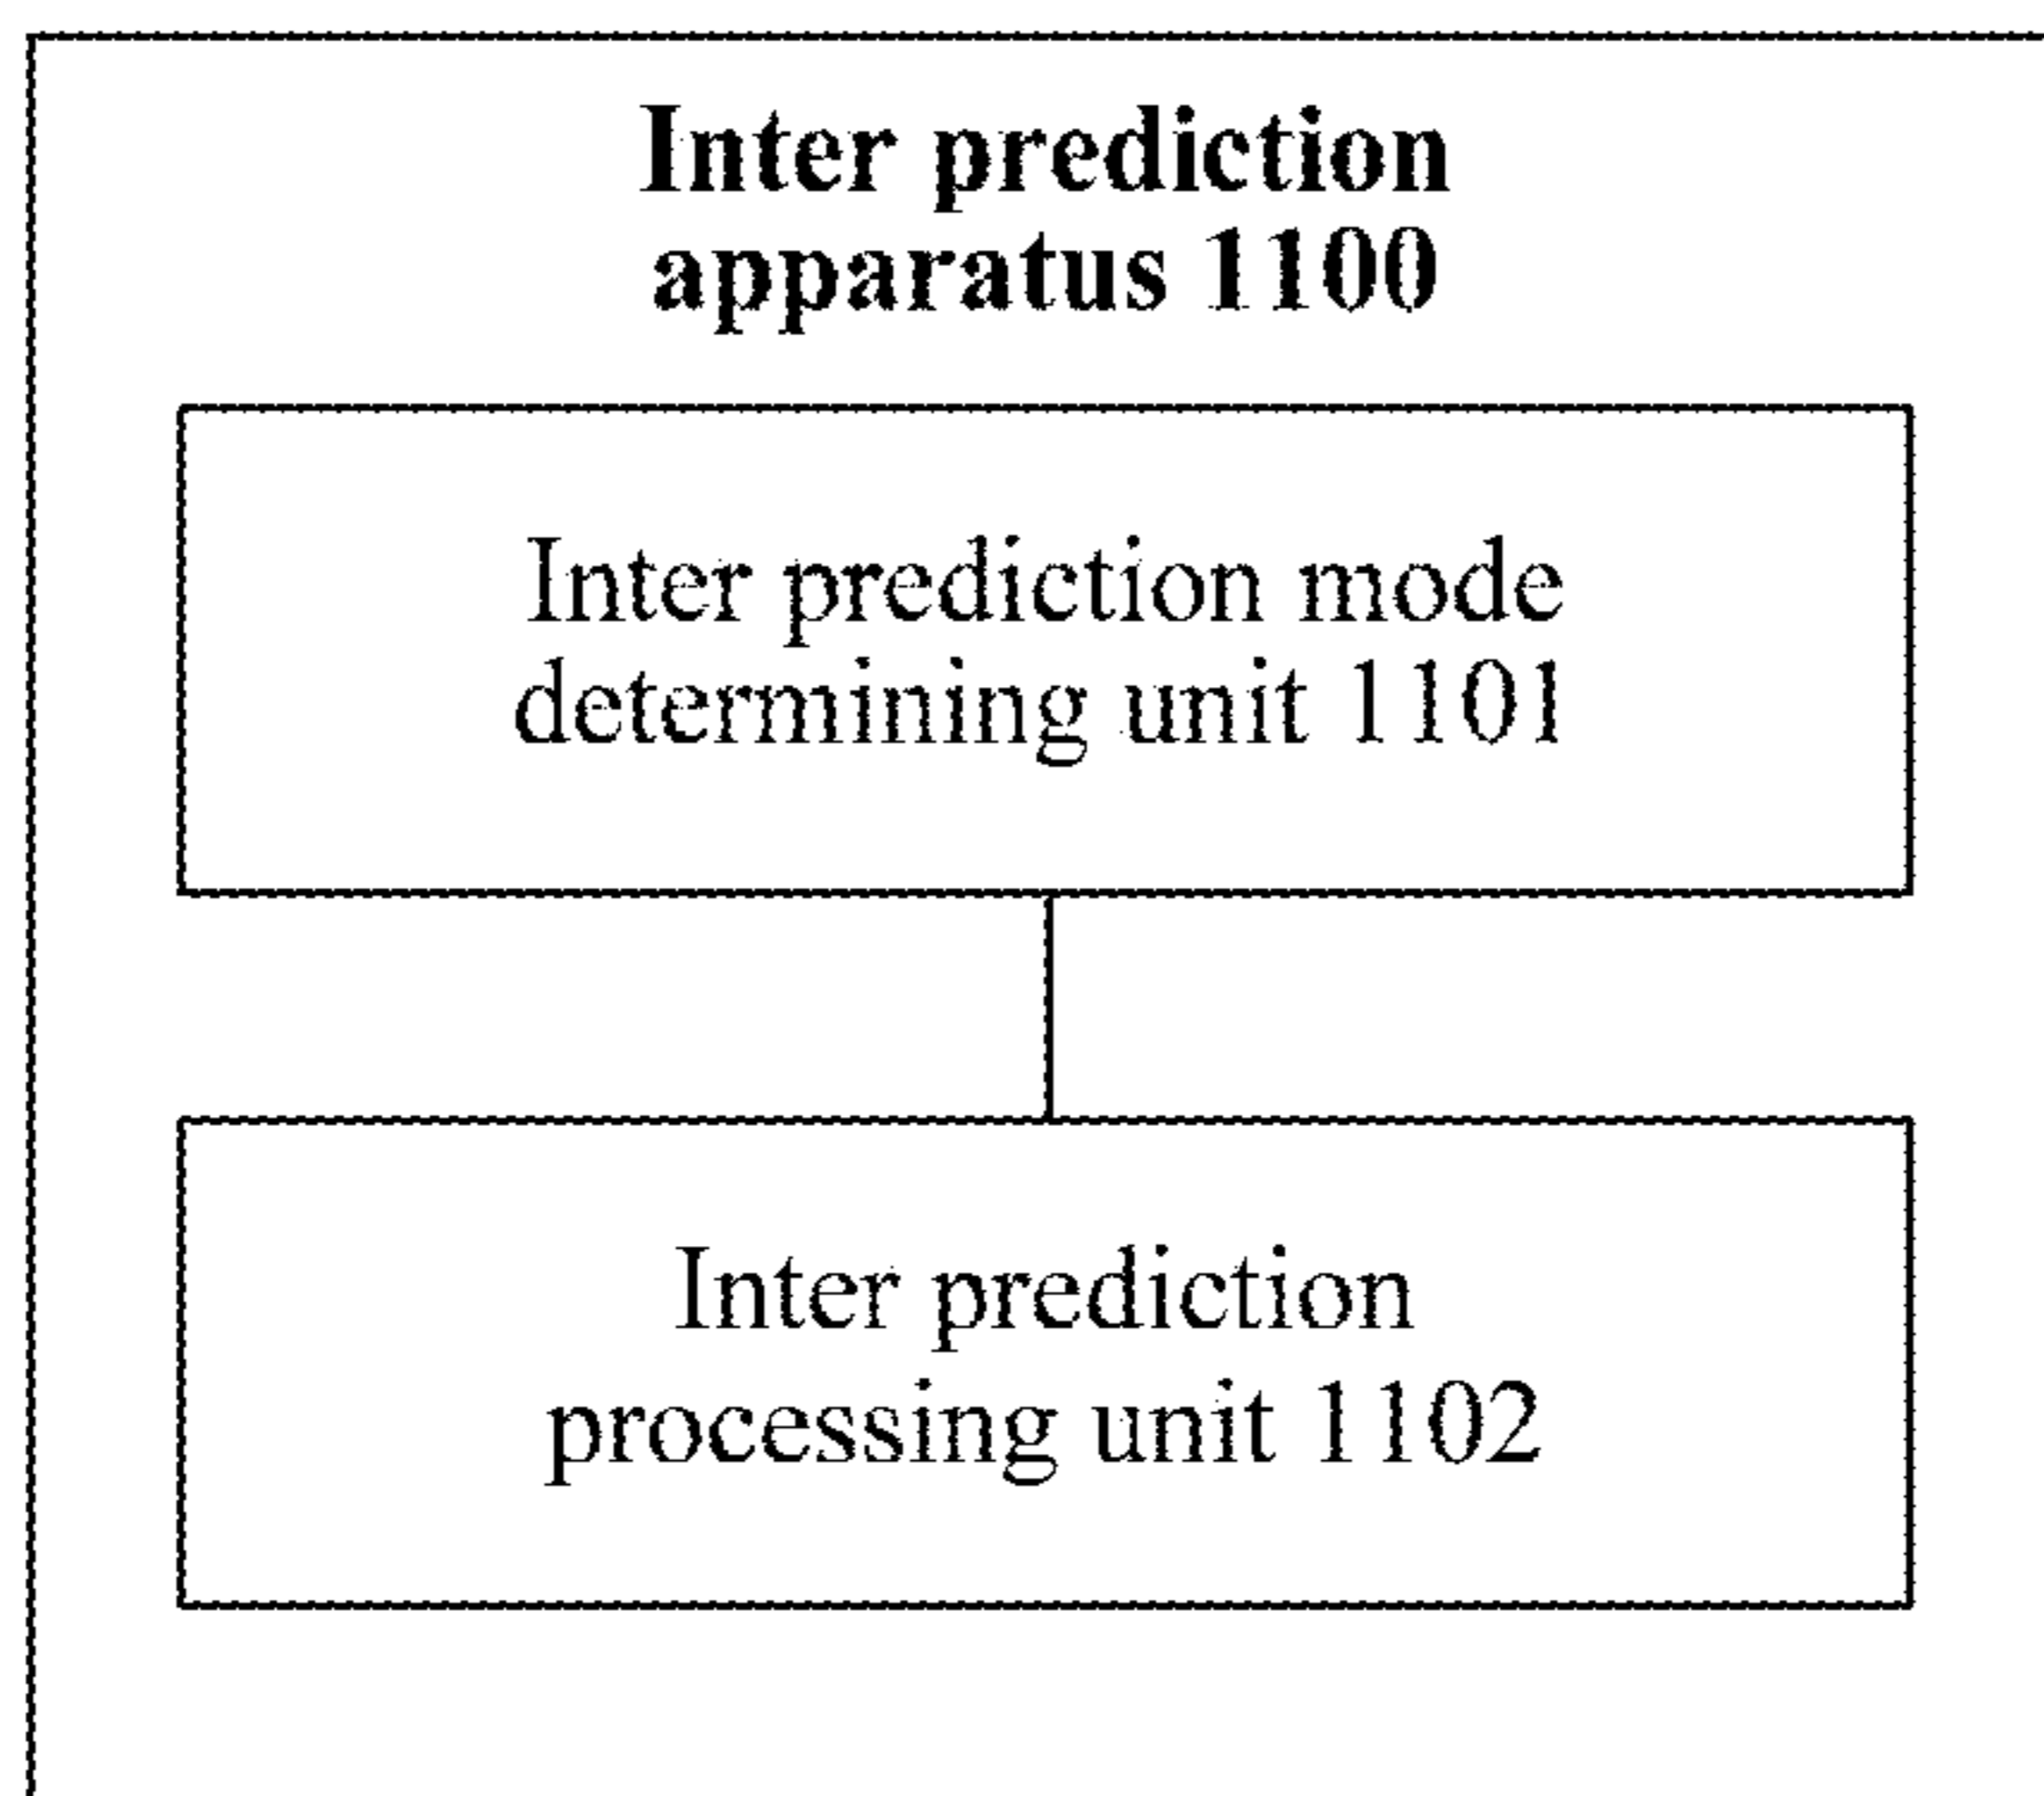 Inter prediction
apparatus 1100
Inter prediction mode
determining unit 1101
Inter prediction
processing unit 1102